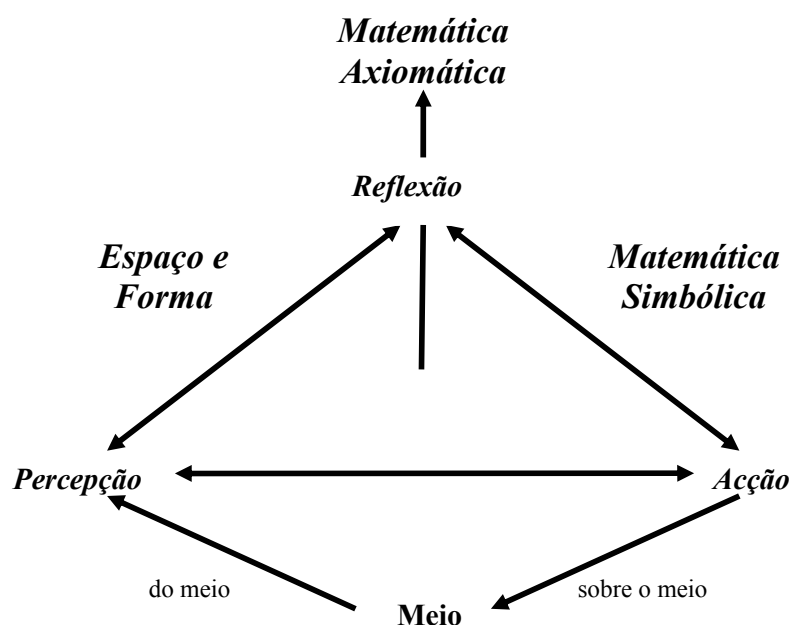 Matemática
Axiomática
Reflexão
Espaço e
Forma
Matemática
Simbólica
Percepção
Acção
do meio
sobre o meio
Meio